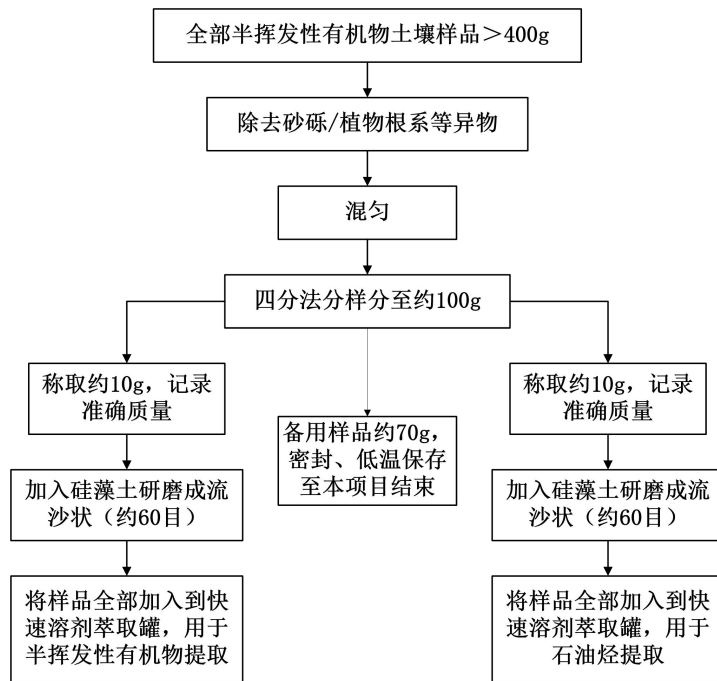 全部半挥发性有机物土壤样品＞400g
除去砂砾/植物根系等异物
混匀
四分法分样分至约100g
称取约10g，记录
准确质量
备用样品约70g，
密封、低温保存
至本项目结束
称取约10g，记录
准确质量
加入硅藻土研磨成流
沙状（约60目）
加入硅藻土研磨成流
沙状（约60目）
将样品全部加入到快
速溶剂萃取罐，用于
半挥发性有机物提取
将样品全部加入到快
速溶剂萃取罐，用于
石油烃提取